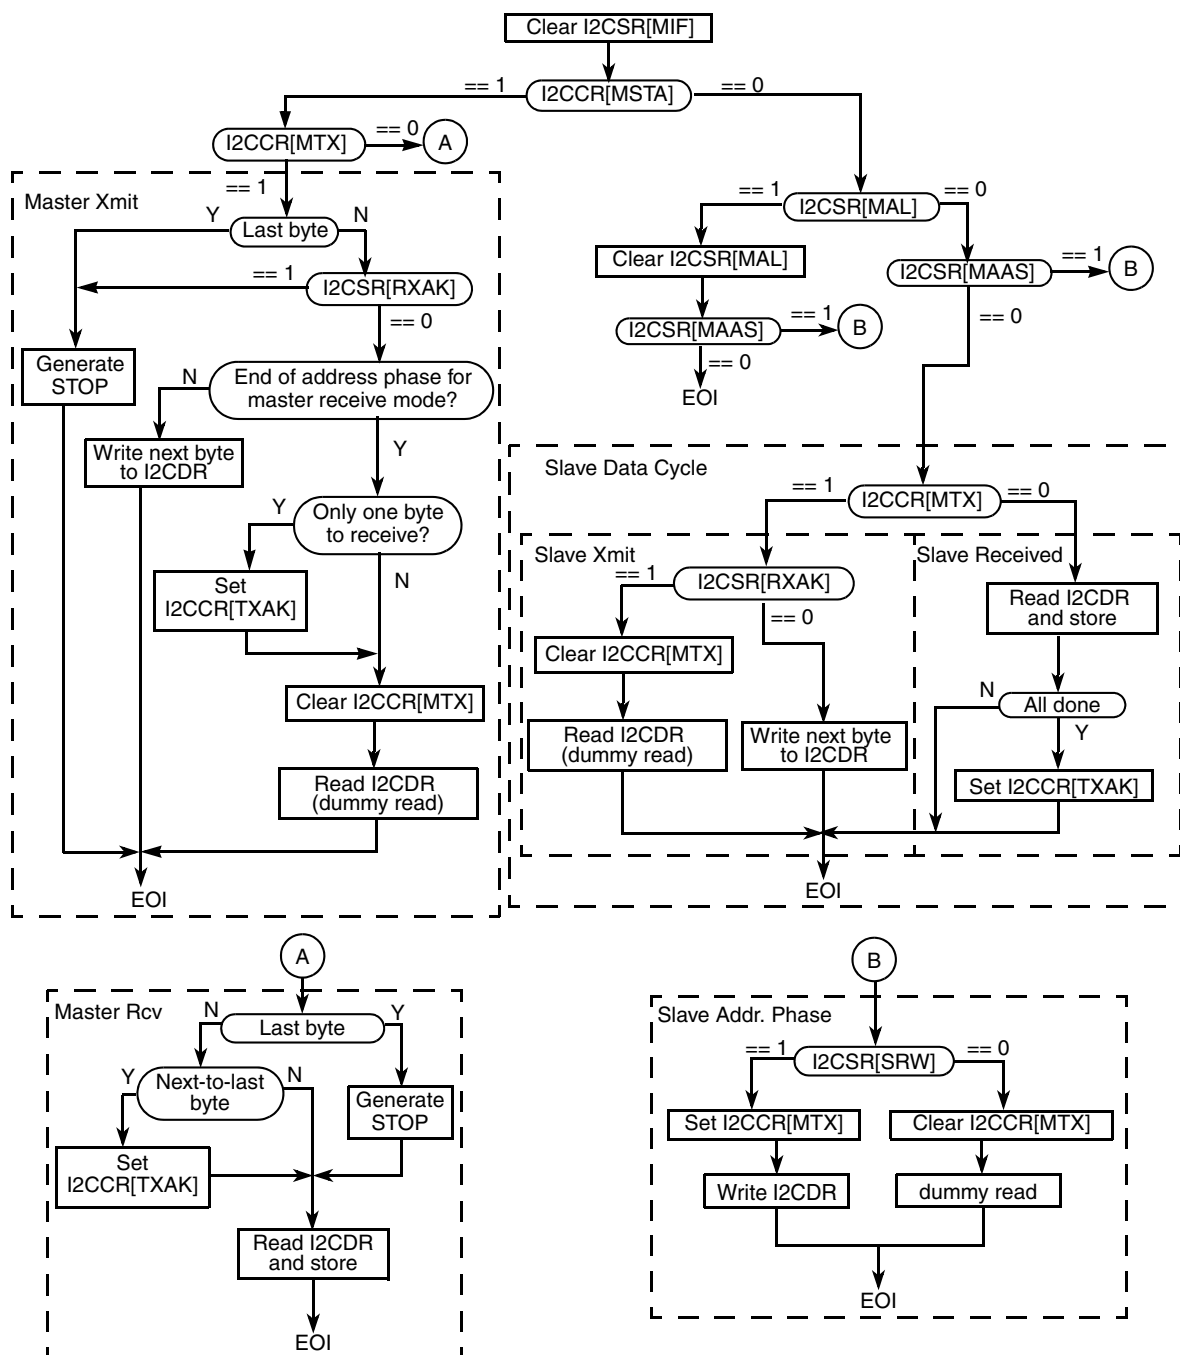 Clear I2CSR[MIF]
== 1
I2CCR[MSTA]
== 0
I2CCR[MTX]
== 0
A
== 1
Master Xmit
Y
Last byte
N
== 1
I2CSR[RXAK]
== 0
Generate
STOP
N
End of address phase for
master receive mode?
Write next byte
to I2CDR
Y
Y
Only one byte
to receive?
N
Set
I2CCR[TXAK]
Clear I2CCR[MTX]
Read I2CDR
(dummy read)
EOI
== 1
I2CSR[MAL]
== 0
Clear I2CSR[MAL]
I2CSR[MAAS]
== 1
B
I2CSR[MAAS]
== 1
B
== 0
== 0
EOI
Slave Data Cycle
== 1
I2CCR[MTX]
== 0
Slave Xmit
== 1
I2CSR[RXAK]
== 0
Clear I2CCR[MTX]
Read I2CDR
(dummy read)
Write next byte
to I2CDR
Slave Received
Read I2CDR
and store
N
All done
Y
Set I2CCR[TXAK]
EOI
A
Master Rcv
N
Last byte
Y
Y
Next-to-last
byte
N
Generate
STOP
Set
I2CCR[TXAK]
Read I2CDR
and store
EOI
B
Slave Addr. Phase
== 1
I2CSR[SRW]
== 0
Set I2CCR[MTX]
Clear I2CCR[MTX]
Write I2CDR
dummy read
EOI